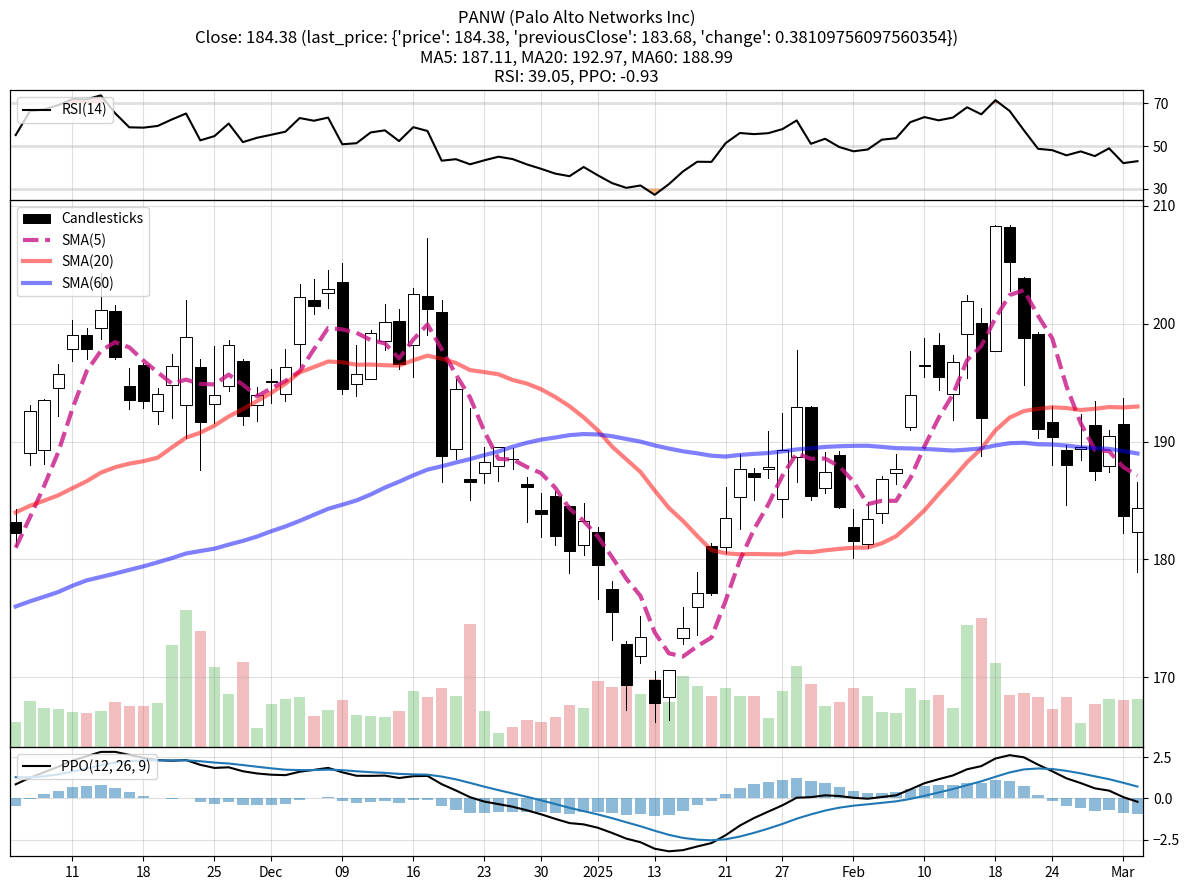 PANW (Palo Alto Networks Inc)
Close: 184.38 (last_price: {'price': 184.38, 'previousClose': 183.68, 'change': 0.38109756097560354})
MA5: 187.11, MA20: 192.97, MA60: 188.99
RSI: 39.05, PPO: -0.93
RSI(14)
70
50
30
Candlesticks
SMA(5)
SMA(20)
SMA(60)
210
200
190
180
170
PPO(12, 26, 9)
2.5
0.0
−2.5
11 18 25 Dec 09 16 23 30 2025 13 21 27 Feb 10 18 24 Mar